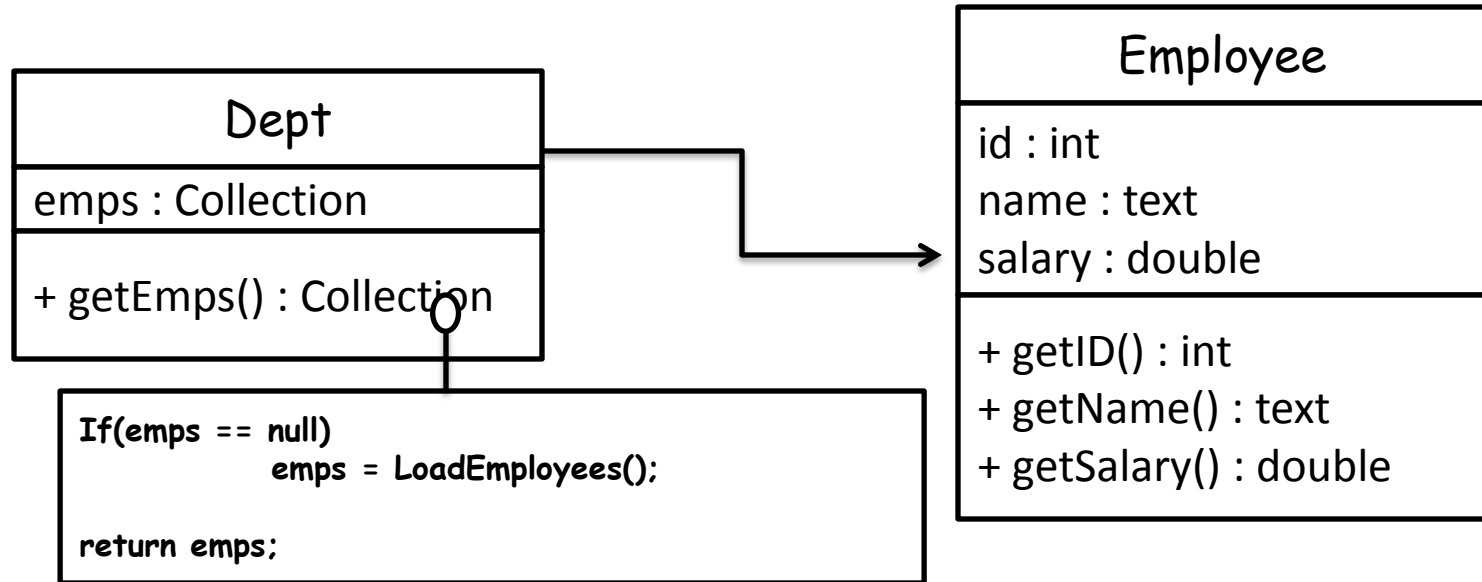 Dept
emps : Collection
+ getEmps() : Collection
If(emps == null)
emps = LoadEmployees();
return emps;
Employee
id : int
name : text
salary : double
+ getID() : int
+ getName() : text
+ getSalary() : double